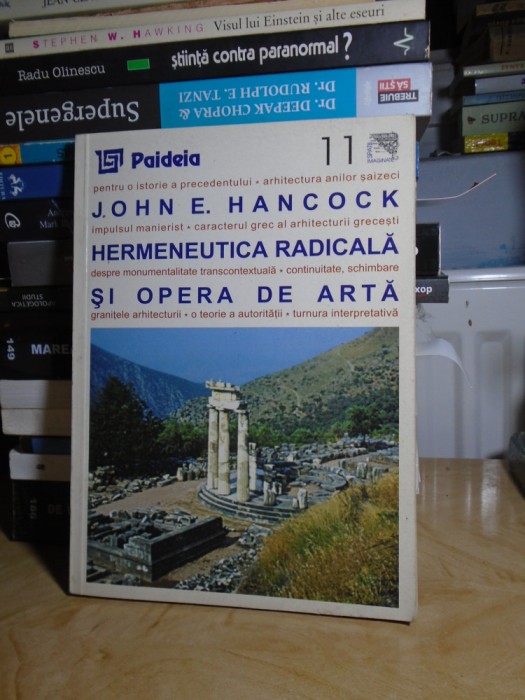 STEPHEN W. HAWKING Visul lui Einstein și alte eseuri
Radu Olinescu știință contra paranormal?
Supergenele Dr. DEEPAK CHOPRA &
Dr. RUDOLPH E. TANZI
TREBUIE
SĂ ȘTII
Paideia 11
pentru o istorie a precedentului • arhitectura anilor șaizeci
JOHN E. HANCOCK
impulsul manierist • caracterul grec al arhitecturii grecești
HERMENEUTICA RADICALĂ
despre monumentalitate transcontextuală • continuitate, schimbare
ȘI OPERA DE ARTĂ
granițele arhitecturii • o teorie a autorității • turnura interpretativă
SUPRA
149 MAREA